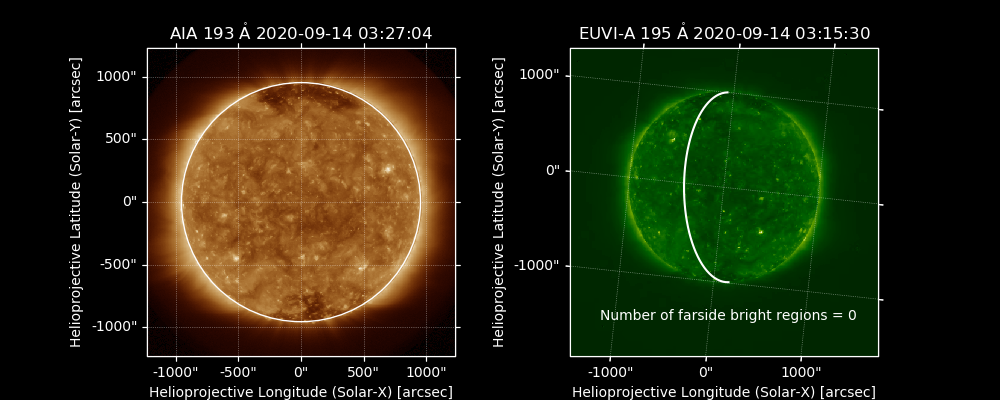 AIA 193 Å 2020-09-14 03:27:04
EUVI-A 195 Å 2020-09-14 03:15:30
Helioprojective Latitude (Solar-Y) [arcsec]
1000"
500"
0"
-500"
-1000"
-1000"
-500"
0"
500"
1000"
Helioprojective Longitude (Solar-X) [arcsec]
Helioprojective Latitude (Solar-Y) [arcsec]
1000"
0"
-1000"
Number of farside bright regions = 0
-1000"
0"
1000"
Helioprojective Longitude (Solar-X) [arcsec]